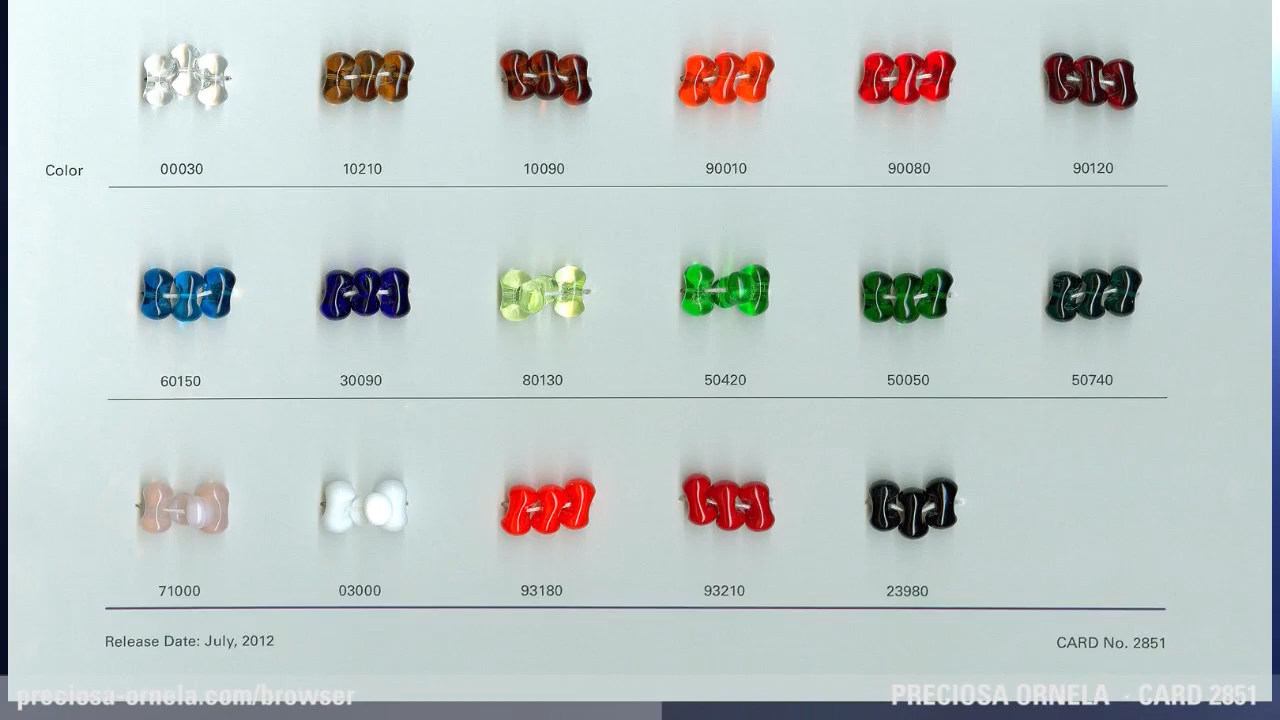 Color 00030 10210 10090 90010 90080 90120
60150 30090 80130 50420 50050 50740
71000 03000 93180 93210 23980
Release Date: July, 2012 CARD No. 2851
preciosa-ornela.com/browser PRECIOSA ORNELA - CARD 2851